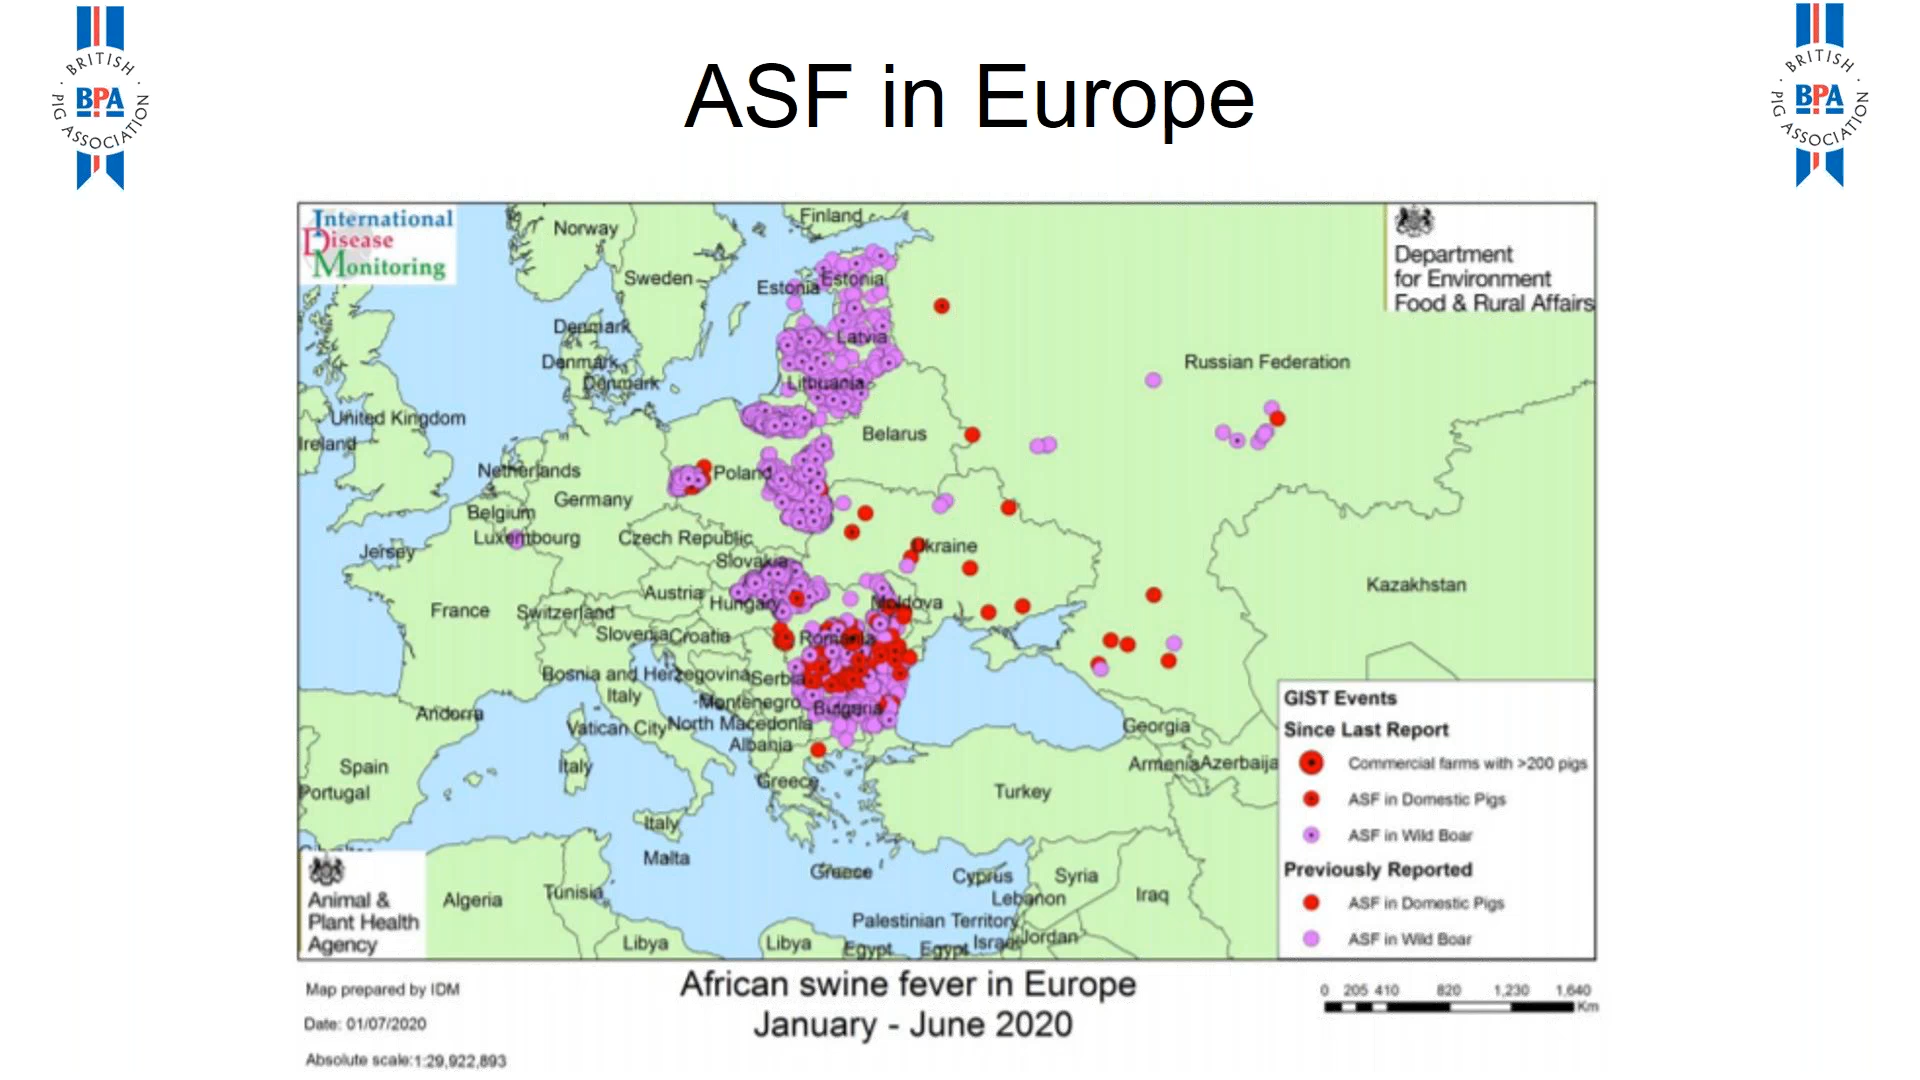 BRITISH
BPA
PIG ASSOCIATION
ASF in Europe
BRITISH
BPA
PIG ASSOCIATION
International
Disease
Monitoring
Department
for Environment
Food & Rural Affairs
Finland
Norway
Sweden
Estonia
Estonia
Denmark
Latvia
Denmark
Russian Federation
Denmark
Lithuania
United Kingdom
Belarus
Ireland
Netherlands
Poland
Germany
Belgium
Luxembourg
Czech Republic
Jersey
Ukraine
Slovakia
Kazakhstan
Austria
Hungary
Moldova
France
Switzerland
Slovenia
Croatia
Romania
Bosnia and Herzegovina
Serbia
Italy
Montenegro
Bulgaria
Andorra
Vatican City
North Macedonia
Georgia
Albania
Spain
Italy
Armenia
Azerbaija
Greece
Portugal
Turkey
Italy
Malta
Greece
Cyprus
Syria
Algeria
Tunisia
Lebanon
Iraq
Palestinian Territory
Libya
Libya
Egypt
Egypt
Israel
Jordan
GIST Events
Since Last Report
Commercial farms with >200 pigs
ASF in Domestic Pigs
ASF in Wild Boar
Previously Reported
ASF in Domestic Pigs
ASF in Wild Boar
Animal &
Plant Health
Agency
Map prepared by IDM
Date: 01/07/2020
Absolute scale:1:29,922,893
African swine fever in Europe
January - June 2020
0 205 410 820 1,230 1,640
Km